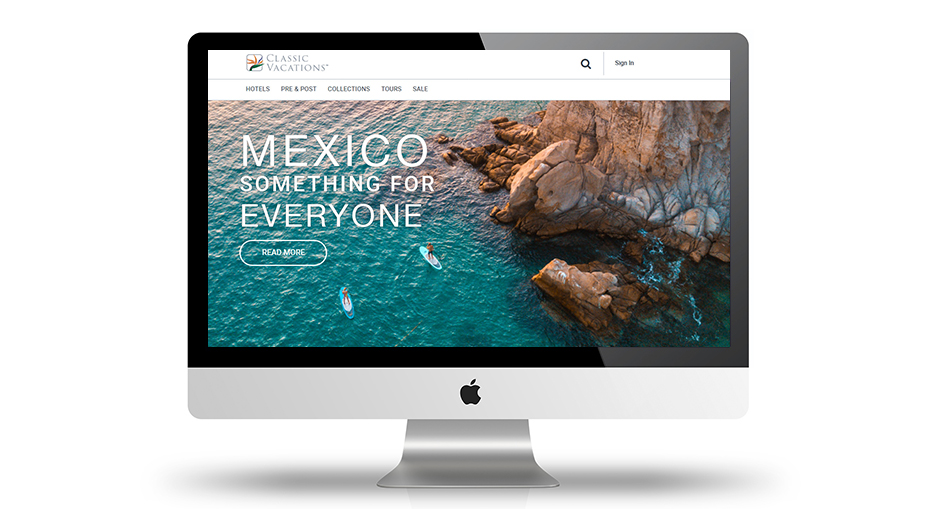 CLASSIC
VACATIONS
Sign In
HOTELS PRE & POST COLLECTIONS TOURS SALE
MEXICO
SOMETHING FOR
EVERYONE
READ MORE